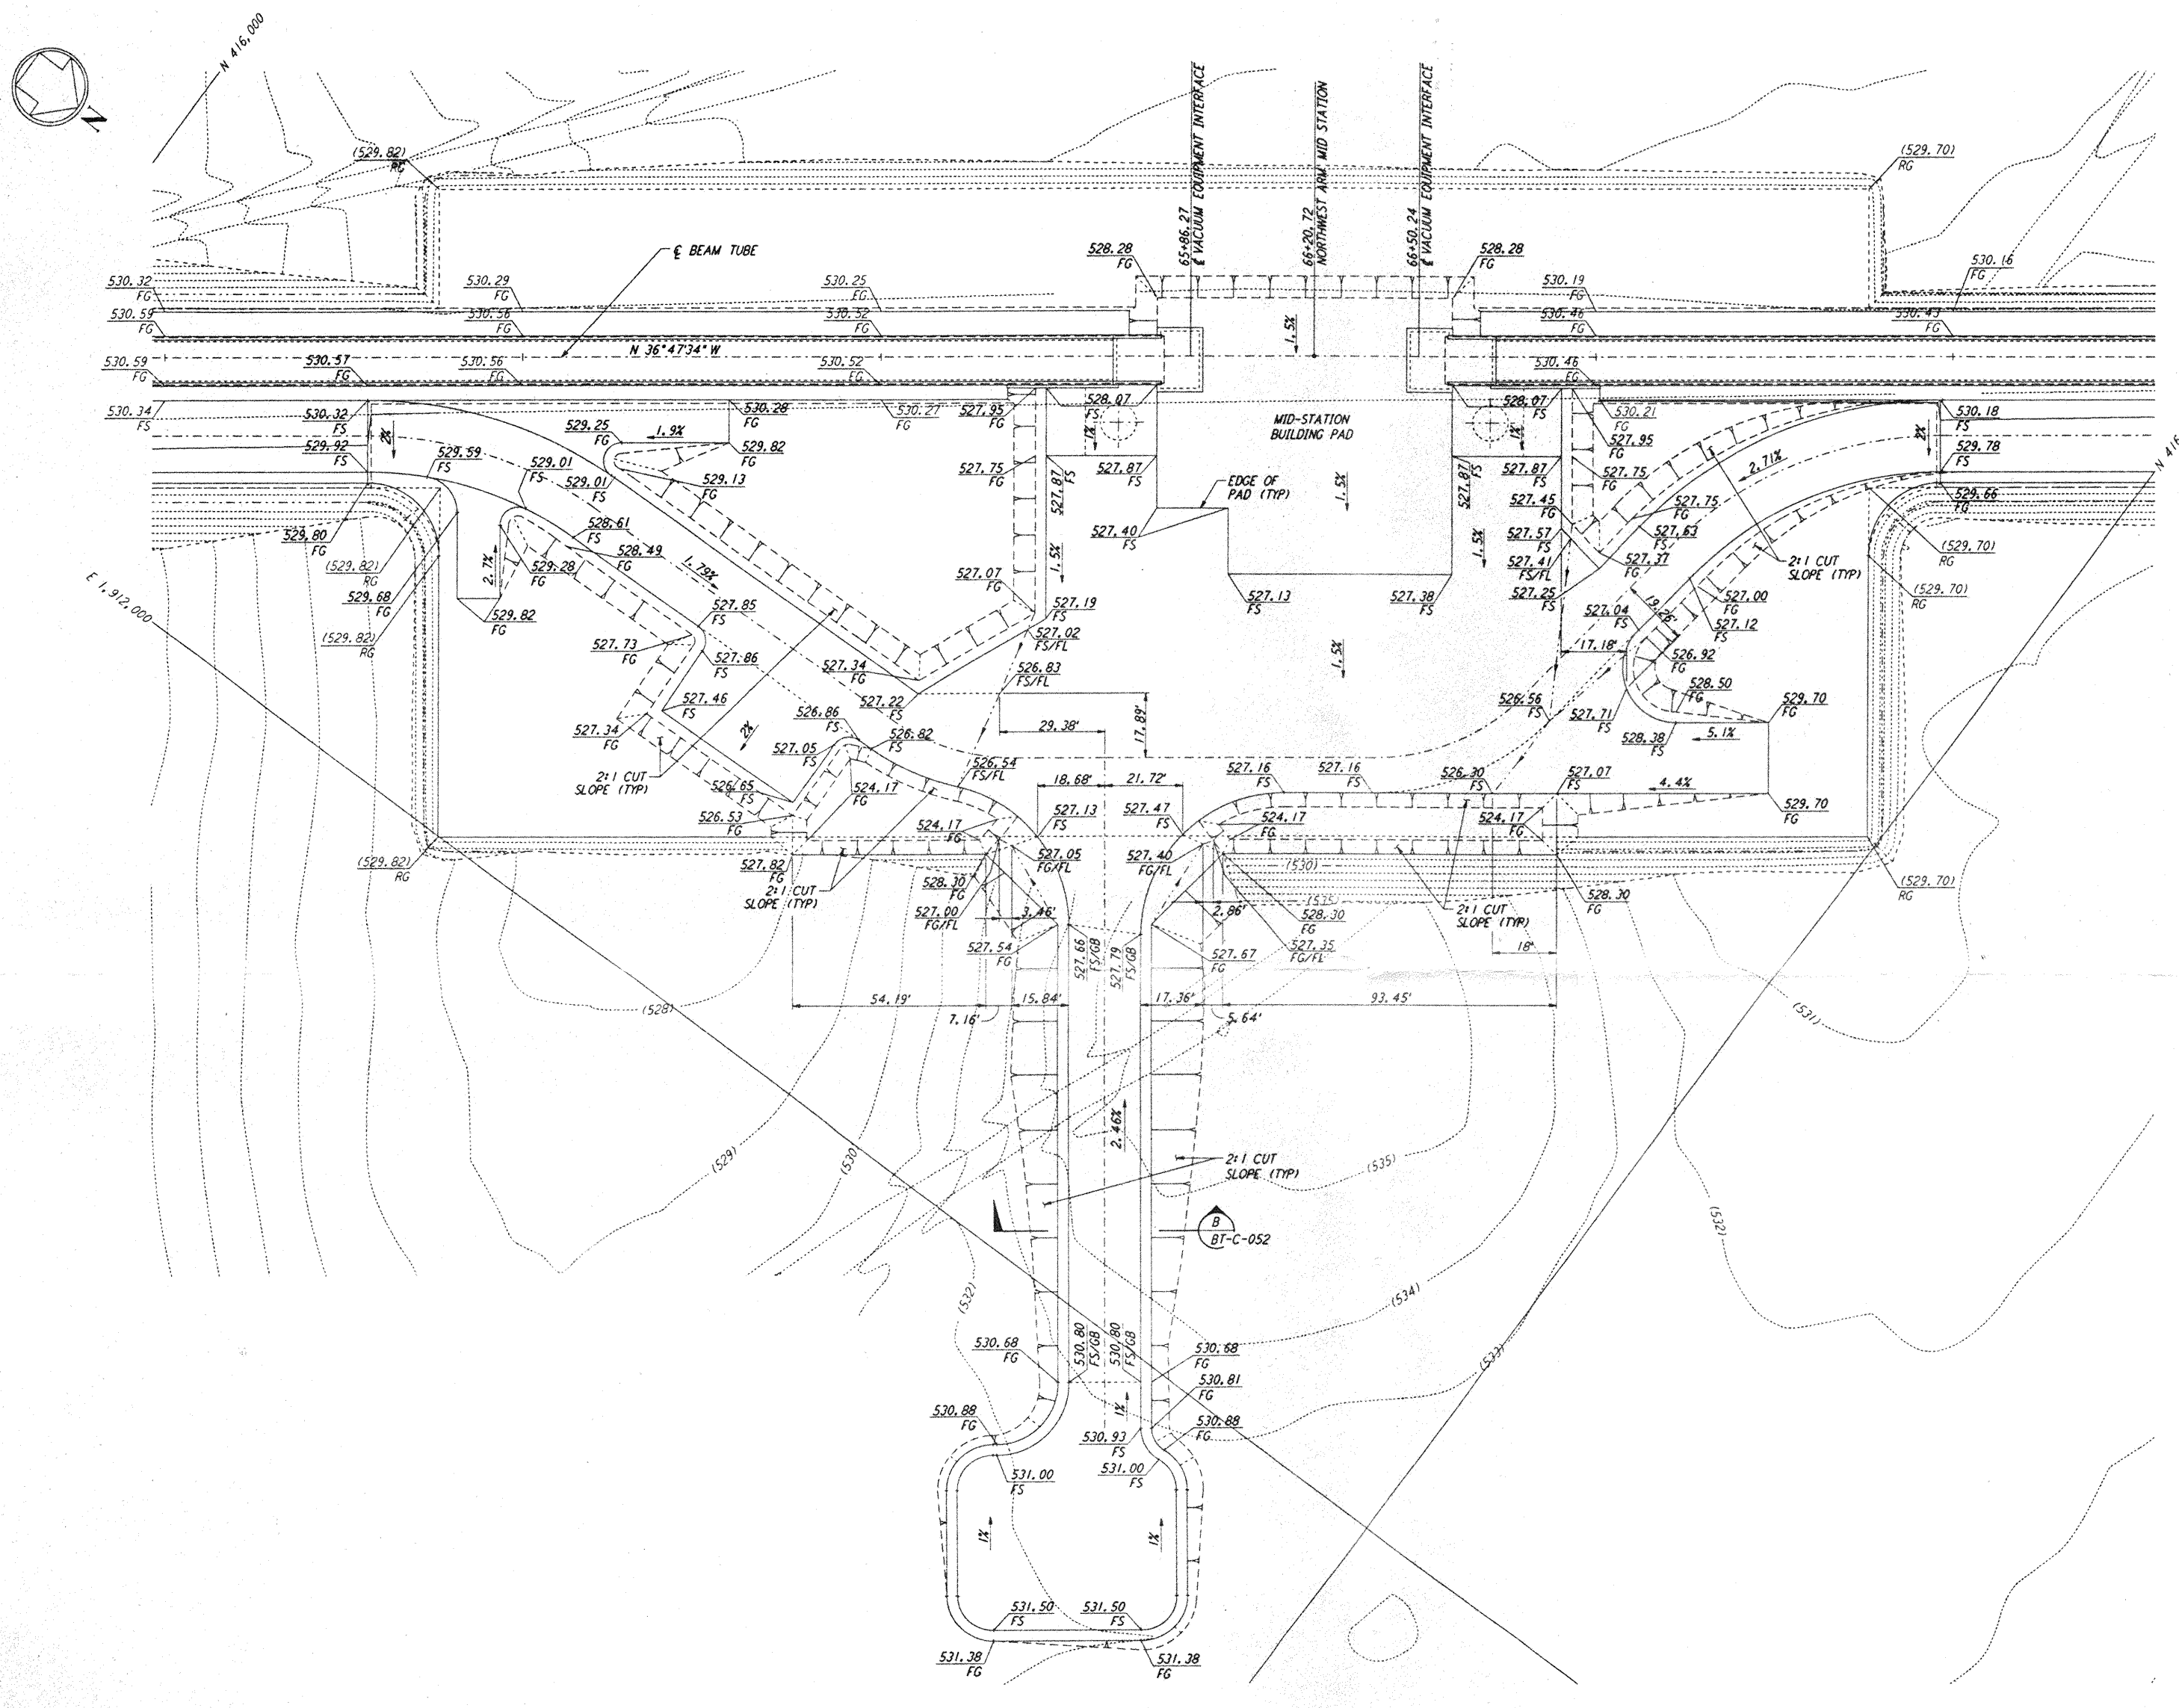 N 416,000
N
(529.82)
RG
65+86.27
℄ VACUUM EQUIPMENT INTERFACE
66+20.72
NORTHWEST ARM MID STATION
66+50.24
℄ VACUUM EQUIPMENT INTERFACE
(529.70)
RG
℄ BEAM TUBE
528.28
FG
528.28
FG
530.32
FG
530.29
FG
530.25
FG
530.19
FG
530.16
FG
530.59
FG
530.56
FG
530.52
FG
1.5%
530.46
FG
530.43
FG
N 36°47'34" W
530.59
FG
530.57
FG
530.56
FG
530.52
FG
530.46
FG
530.34
FS
530.32
FS
530.28
FG
530.27
FG
527.95
FG
528.07
FS
MID-STATION
BUILDING PAD
528.07
FS
530.21
FG
530.18
FS
529.92
FS
2%
529.25
FG
1.9%
529.82
FG
1%
1%
527.95
FG
2%
529.78
FS
N 416
529.59
FS
529.01
FS
529.01
FS
529.13
FG
527.75
FG
527.87
FS
527.87
FS
527.87
FS
527.87
FS
527.75
FG
2.71%
EDGE OF
PAD (TYP)
1.5%
527.45
FG
527.75
FG
529.66
FG
529.80
FG
528.61
FS
527.40
FS
527.57
FS
527.63
FS
(529.82)
RG
2.7%
529.28
FG
528.49
FG
1.79%
1.5%
1.5%
527.41
FS/FL
527.37
FG
2:1 CUT
SLOPE (TYP)
(529.70)
RG
E 1,912,000
529.68
FG
529.82
FG
527.07
FG
527.13
FS
527.38
FS
527.25
FS
527.00
FG
(529.70)
RG
(529.82)
RG
527.85
FS
527.19
FS
527.04
FS
527.12
FS
527.73
FG
527.86
FS
527.34
FG
527.02
FS/FL
1.5%
17.18'
526.92
FG
526.83
FS/FL
527.46
FS
527.22
FS
528.50
FG
529.70
FG
526.86
FS
526.56
FS
527.71
FS
527.34
FG
2%
527.05
FS
526.82
FS
29.38'
17.89'
528.38
FS
5.1%
2:1 CUT
SLOPE (TYP)
526.65
FS
524.17
FG
526.54
FS/FL
18.68'
21.72'
527.16
FS
527.16
FS
526.30
FS
527.07
FS
4.4%
529.70
FG
526.53
FG
524.17
FG
527.13
FS
527.47
FS
524.17
FG
524.17
FG
(529.82)
RG
527.82
FG
527.05
FG/FL
527.40
FG/FL
(530)
2:1 CUT
SLOPE (TYP)
528.30
FG
527.00
FG/FL
3.46'
2.86'
(535)
528.30
FG
2:1 CUT
SLOPE (TYP)
528.30
FG
(529.70)
RG
527.54
FG
527.66
FS/GB
527.79
FS/GB
527.67
FG
527.35
FG/FL
18'
54.19'
15.84'
17.36'
93.45'
(528)
7.16'
5.64'
(531)
2.46%
(529)
(530)
2:1 CUT
SLOPE (TYP)
(535)
B
BT-C-052
(532)
(532)
(534)
530.68
FG
530.80
FS/GB
530.80
FS/GB
530.68
FG
(533)
530.81
FG
530.88
FG
1%
530.88
FG
530.93
FS
531.00
FS
531.00
FS
1%
1%
531.50
FS
531.50
FS
531.38
FG
531.38
FG